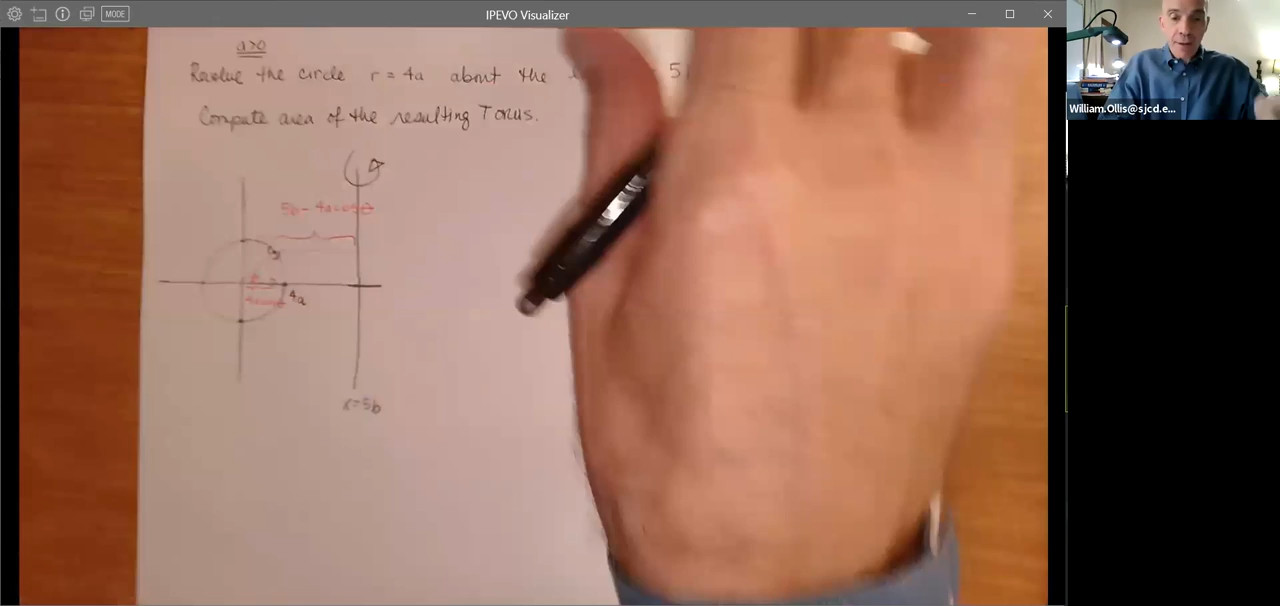 MODE
IPEVO Visualizer
William.Ollis@sjcd.e...
a>0
Revolve the circle r = 4a about the
5
Compute area of the resulting Torus.
5b - 4a cos θ
4a
x=5b